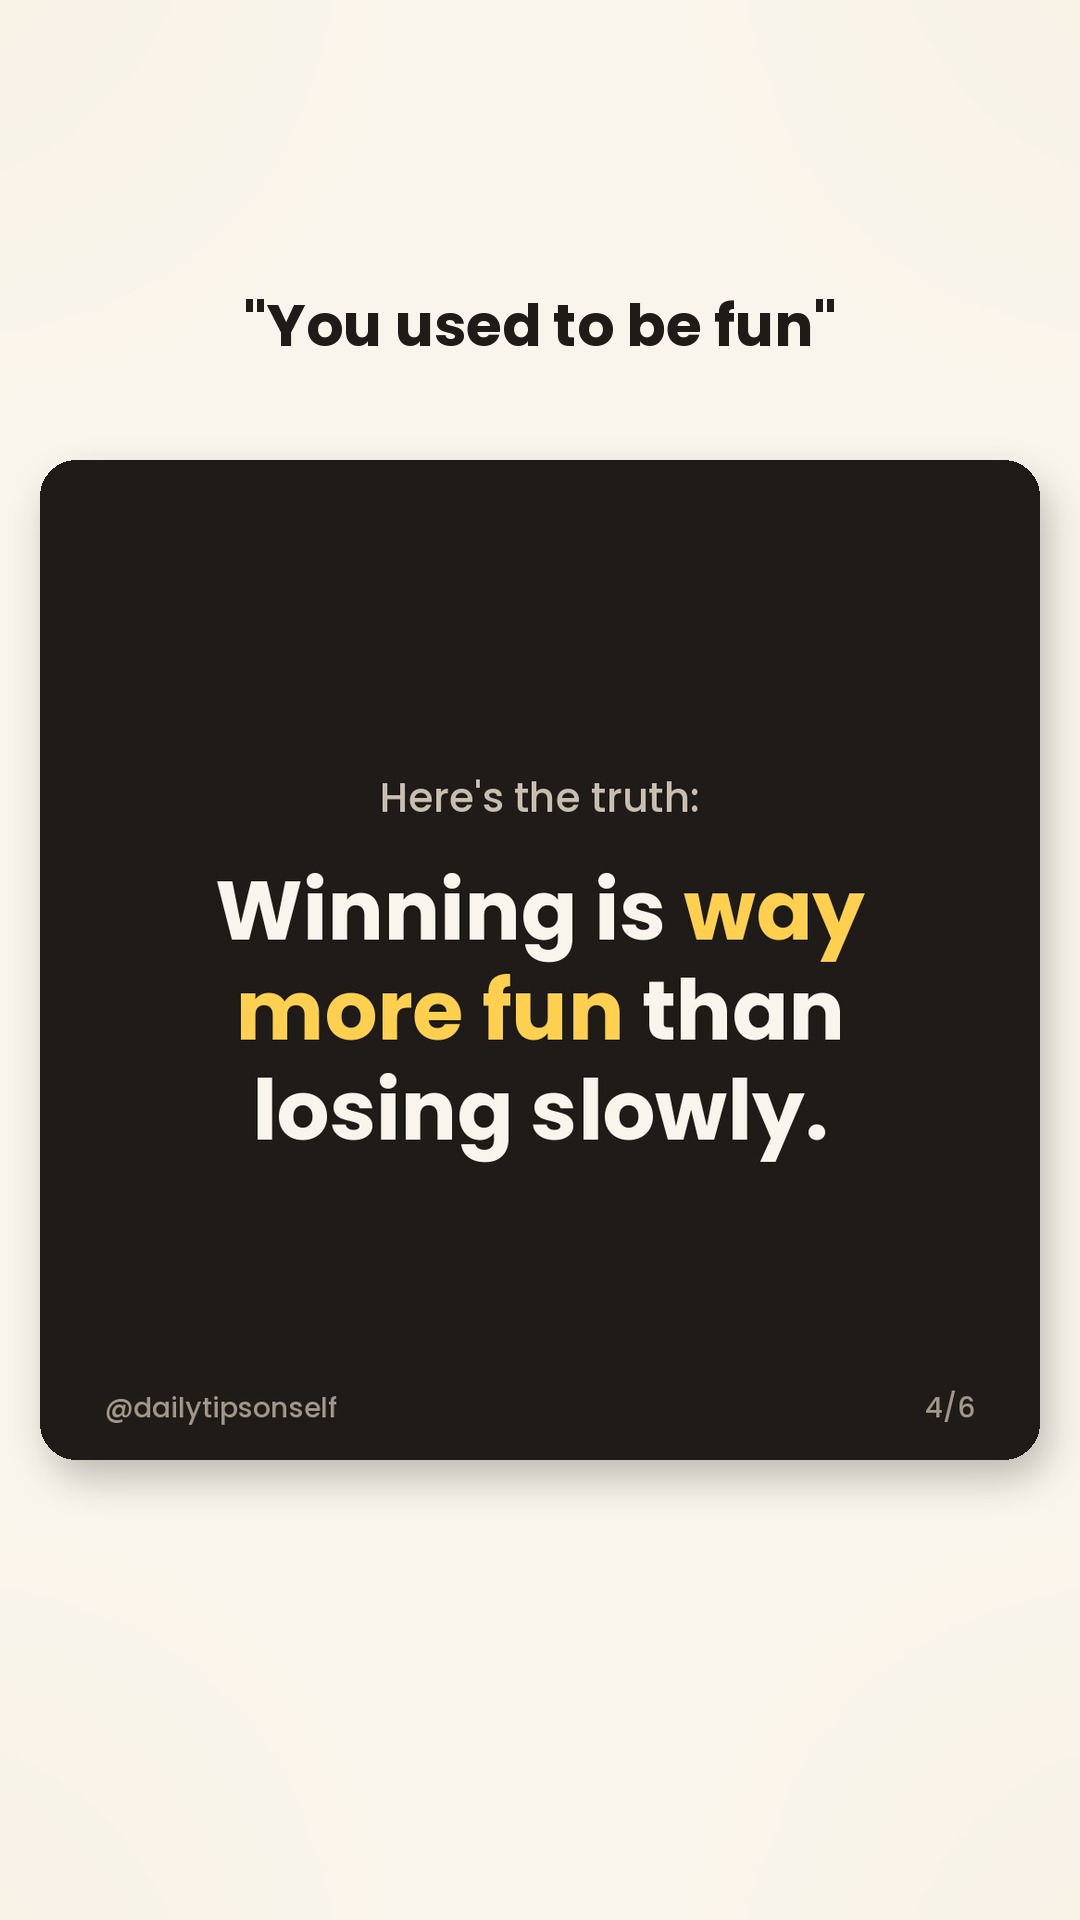 "You used to be fun"
Here's the truth:
Winning is way
more fun than
losing slowly.
@dailytipsonself
4/6